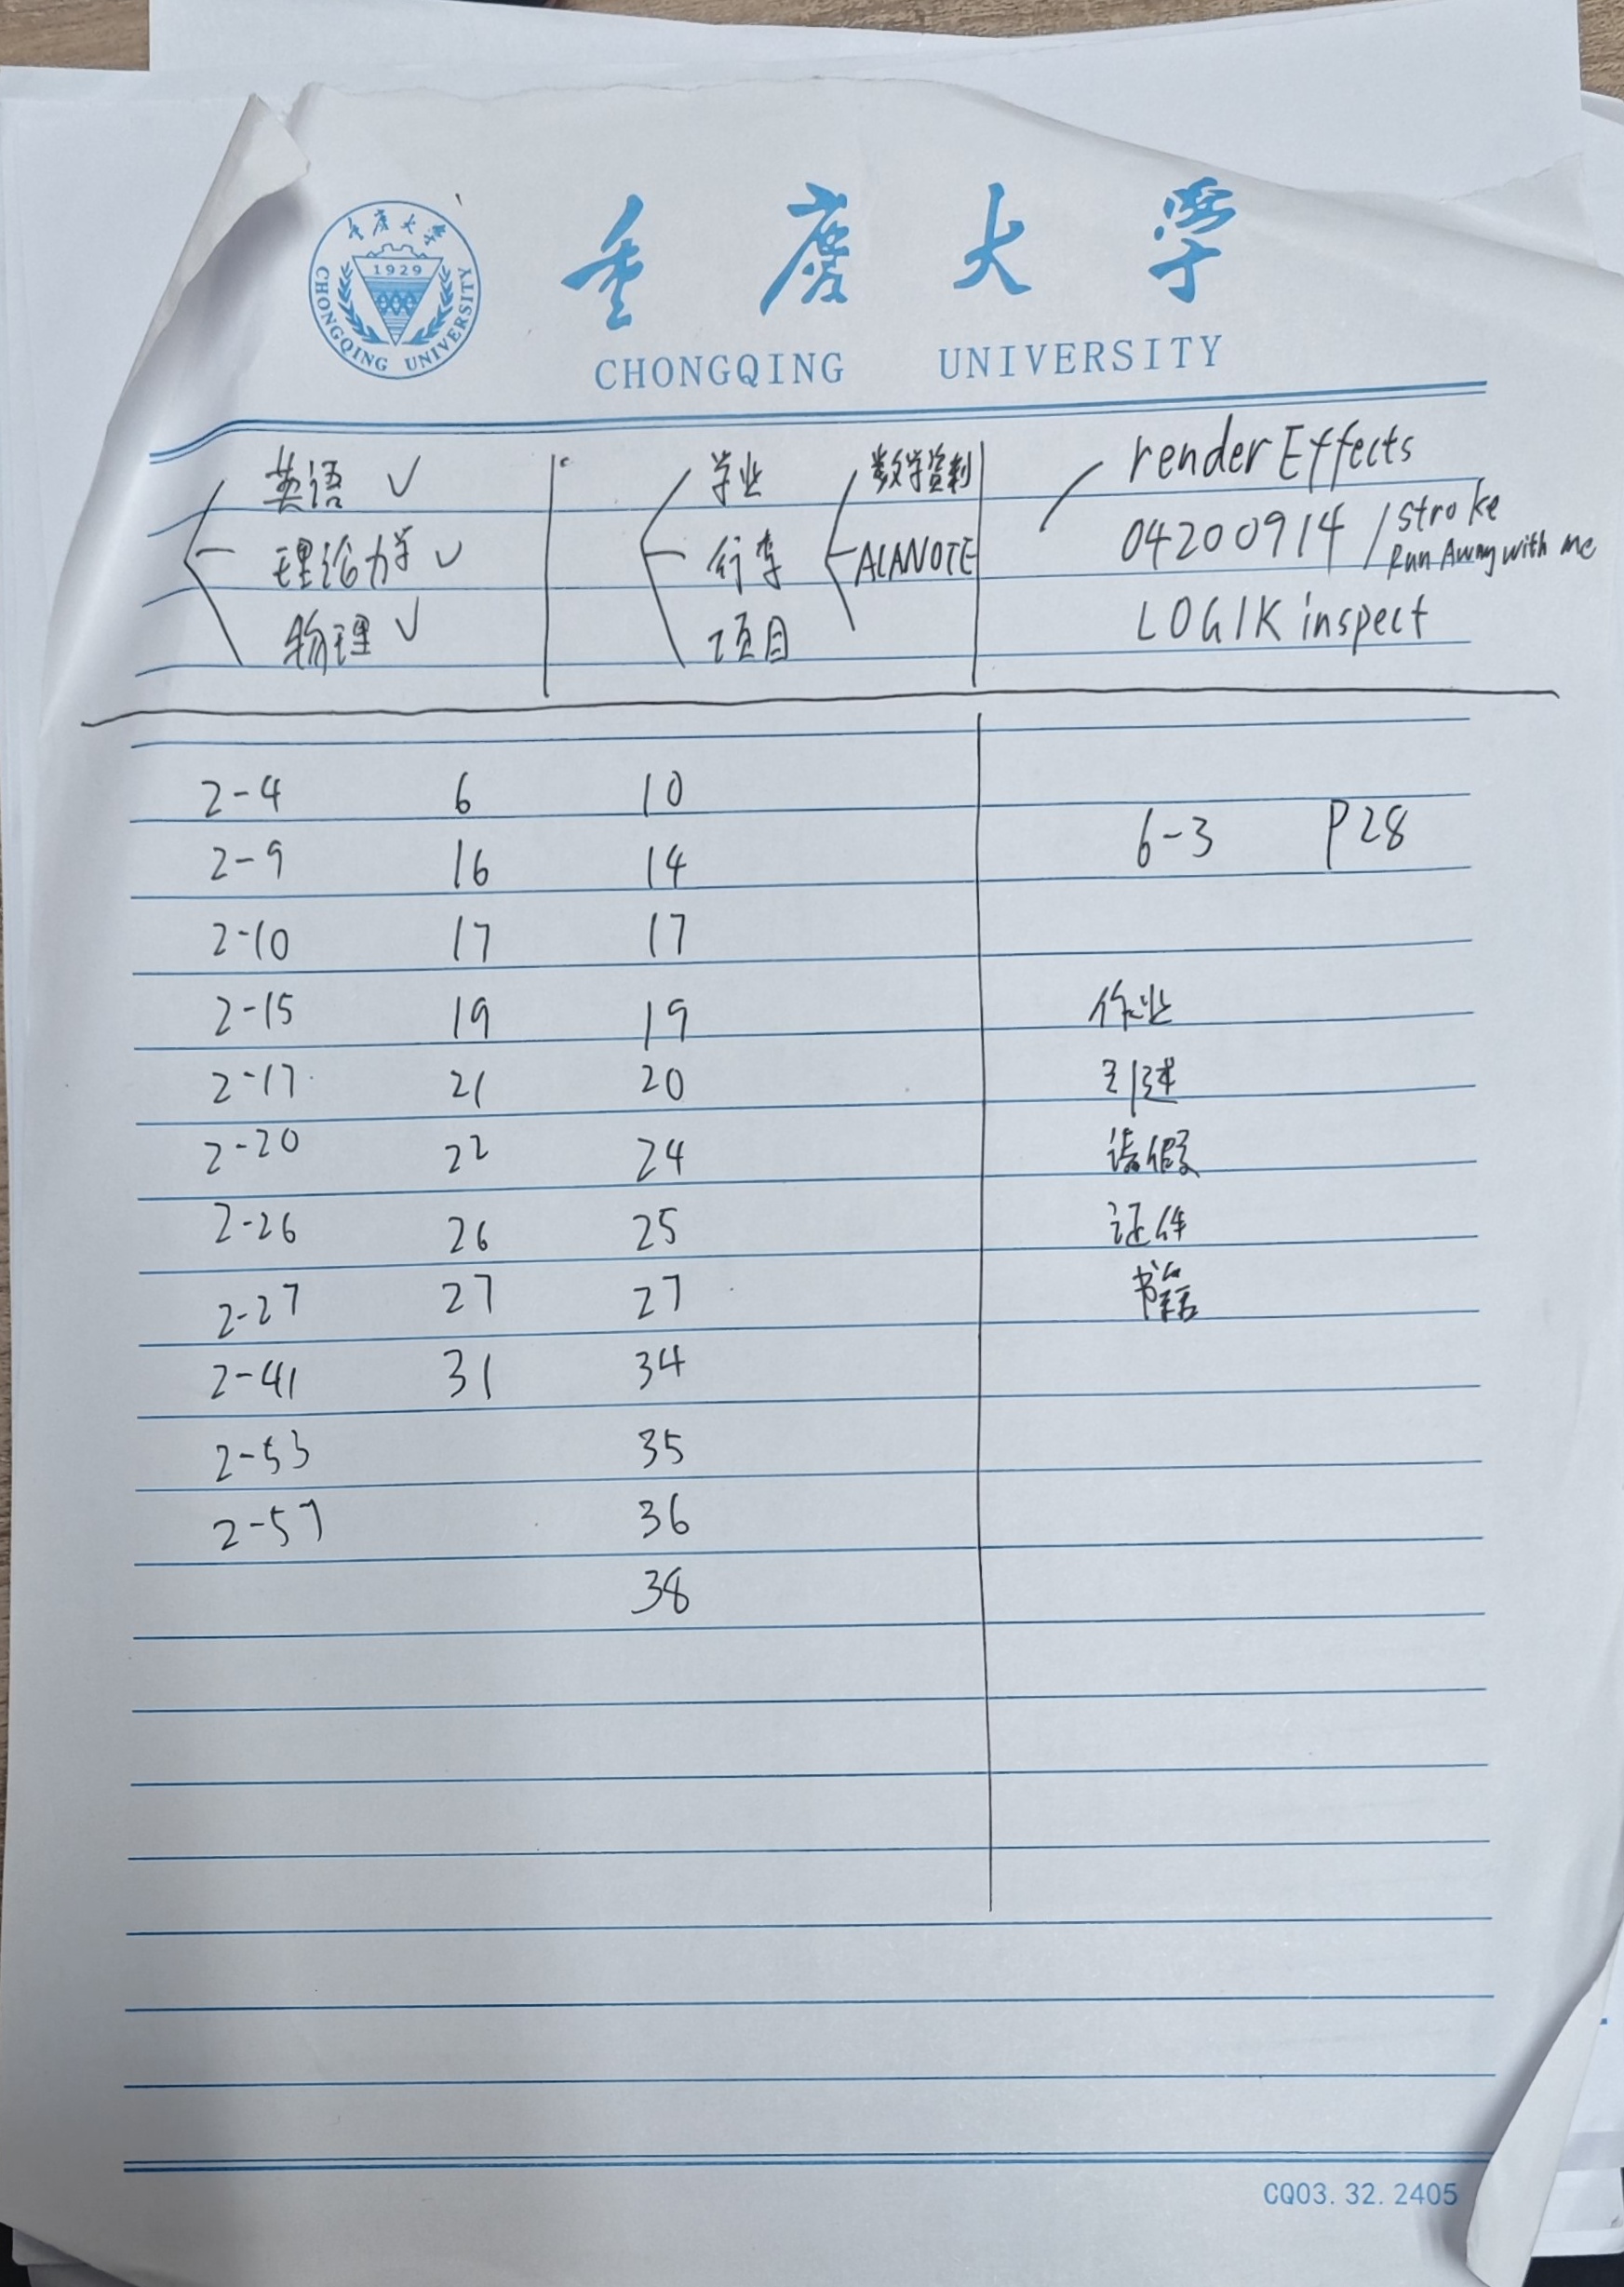 重庆大学
1929
CHONGQING UNIVERSITY
重庆大学
CHONGQING UNIVERSITY
英语 ✓
理论力学 ✓
物理 ✓
学业
行李
项目
数学资料
ALANOTE
render Effects
04200914 / stroke
Run Away with me
LOGIK inspect
2-4 6 10
2-9 16 14
2-10 17 17
2-15 19 19
2-17 21 20
2-20 22 24
2-26 26 25
2-27 27 27
2-41 31 34
2-53 35
2-57 36
38
6-3 P28
作业
引述
请假
证件
书籍
CQ03.32.2405